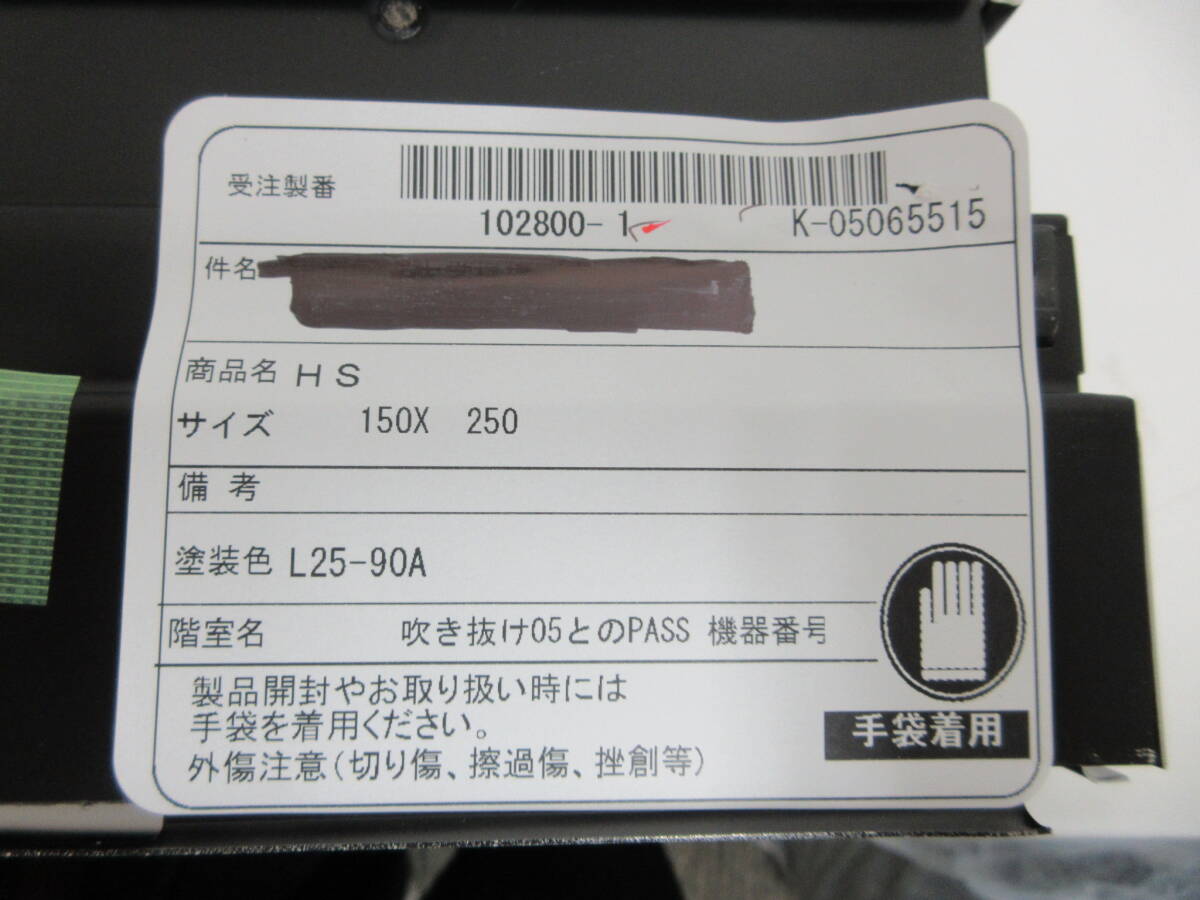 受注製番
102800-1 K-05065515
件名
商品名 HS
サイズ 150X 250
備考
塗装色 L25-90A
階室名 吹き抜け05とのPASS 機器番号
製品開封やお取り扱い時には
手袋を着用ください。
外傷注意(切り傷、擦過傷、挫創等)
手袋着用